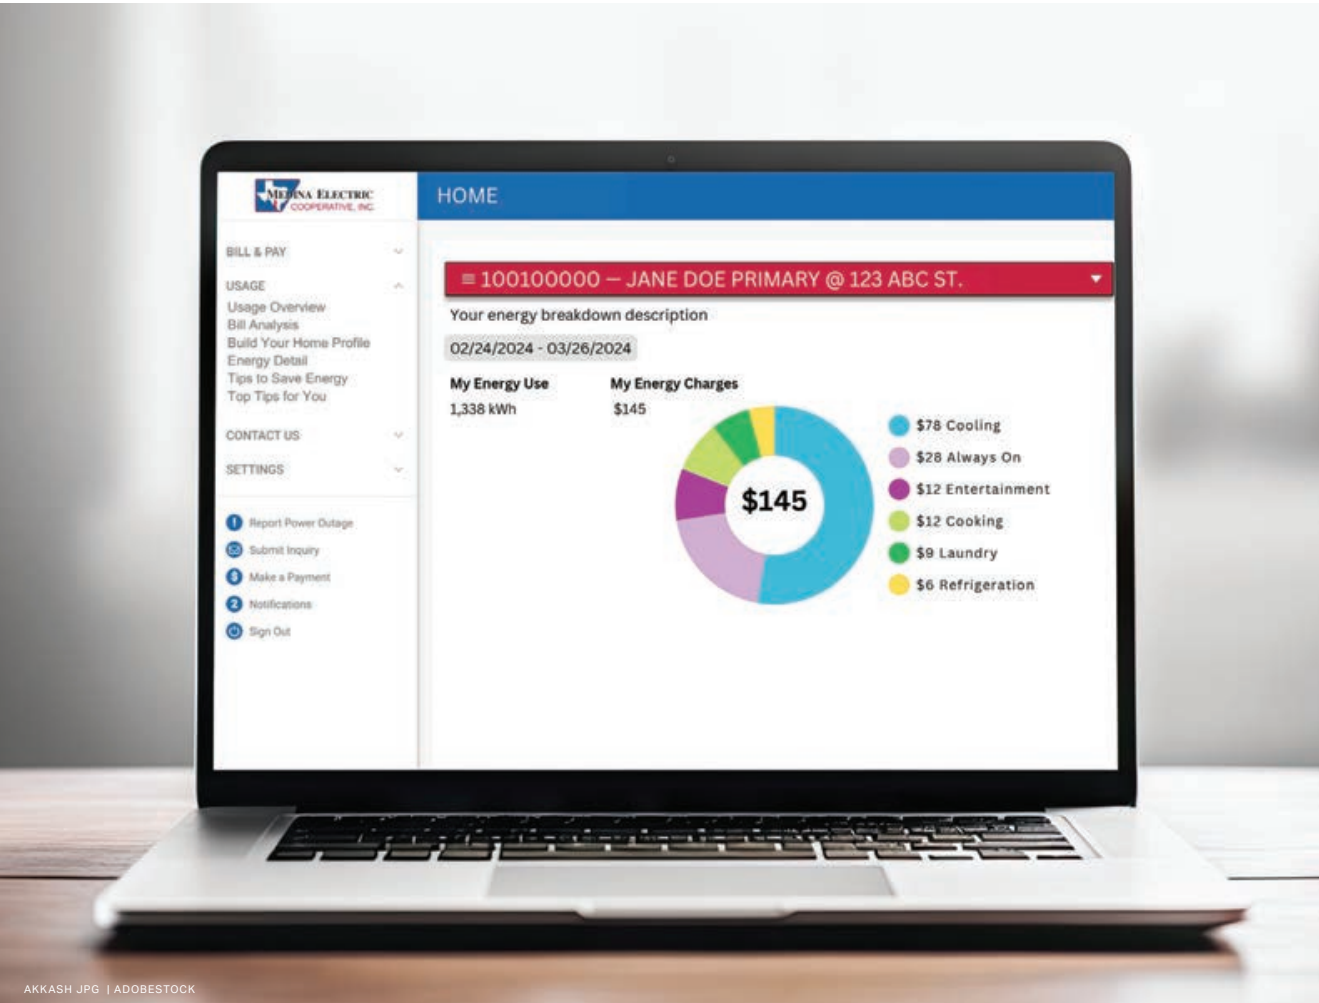 MEDINA ELECTRIC
COOPERATIVE, INC.
HOME
BILL & PAY
USAGE
Usage Overview
Bill Analysis
Build Your Home Profile
Energy Detail
Tips to Save Energy
Top Tips for You
CONTACT US
SETTINGS
! Report Power Outage
Submit Inquiry
$ Make a Payment
2 Notifications
Sign Out
100100000 — JANE DOE PRIMARY @ 123 ABC ST.
Your energy breakdown description
02/24/2024 - 03/26/2024
My Energy Use
1,338 kWh
My Energy Charges
$145
$145
$78 Cooling
$28 Always On
$12 Entertainment
$12 Cooking
$9 Laundry
$6 Refrigeration
AKKASH JPG | ADOBESTOCK